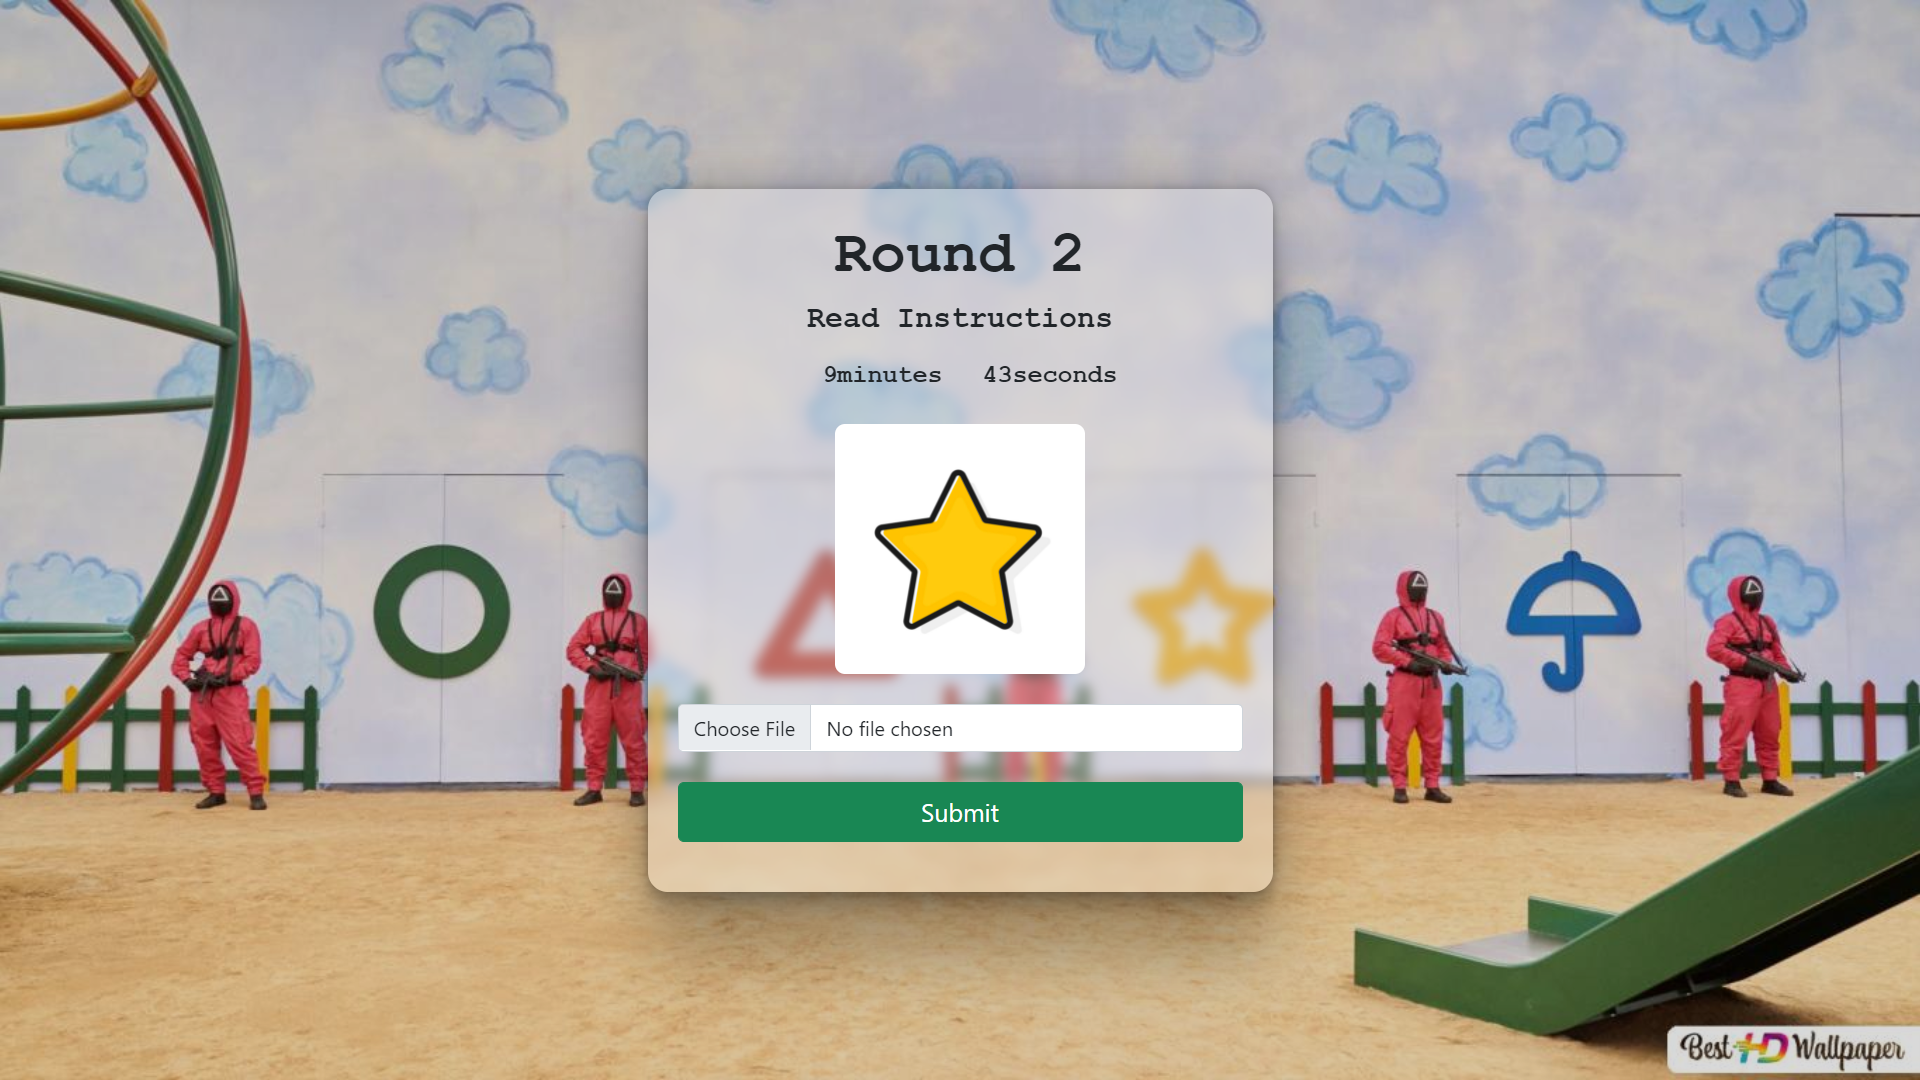 Round 2
Read Instructions
9minutes 43seconds
Choose File No file chosen
Submit
Best HD Wallpaper